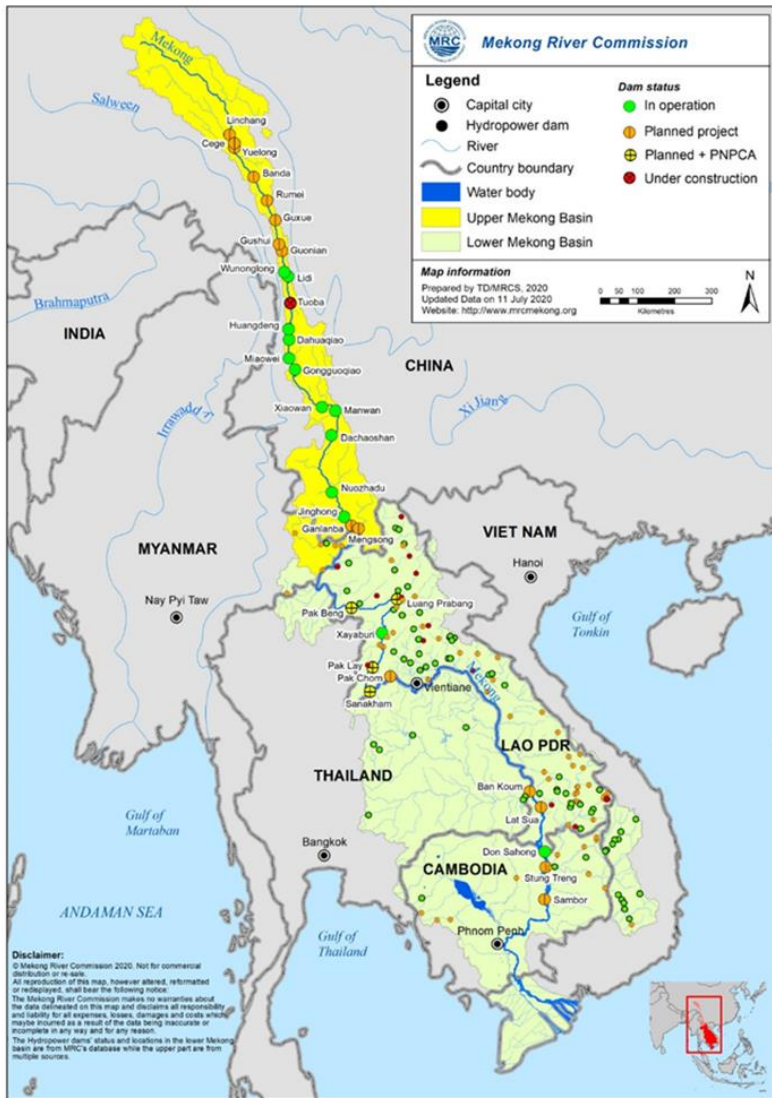 MRC
Mekong River Commission
Legend
Capital city
Hydropower dam
River
Country boundary
Water body
Upper Mekong Basin
Lower Mekong Basin
Dam status
In operation
Planned project
Planned + PNPCA
Under construction
Map information
Prepared by TD/MRCS, 2020
Updated Data on 11 July 2020
Website: http://www.mrcmekong.org
0 50 100 200 300
Kilometres
N
Mekong
Salween
Linchang
Cege
Yuelong
Banda
Rumei
Guxue
Gushui
Guonian
Wunonglong
Lidi
Brahmaputra
Tuoba
INDIA
Huangdeng
Dahuaqiao
Miaowei
Gongguoqiao
CHINA
Xiaowan
Manwan
Xi Jiang
Irrawaddy
Dachaoshan
Nuozhadu
Jinghong
Ganlanba
Mengsong
VIET NAM
MYANMAR
Hanoi
Nay Pyi Taw
Pak Beng
Luang Prabang
Gulf of
Tonkin
Xayaburi
Pak Lay
Pak Chom
Mekong
Vientiane
Sanakham
LAO PDR
THAILAND
Ban Koum
Gulf of
Martaban
Lat Sua
Bangkok
Don Sahong
CAMBODIA
Stung Treng
Sambor
ANDAMAN SEA
Gulf of
Thailand
Phnom Penh
Disclaimer:
© Mekong River Commission 2020. Not for commercial
distribution or re-sale.
All reproduction of this map, however altered, reformatted
or redisplayed, shall bear the following notice:
The Mekong River Commission makes no warranties about
the data delineated on this map and disclaims all responsibility
and liability for all expenses, losses, damages and costs which
maybe incurred as a result of the data being inaccurate or
incomplete in any way and for any reason.
The Hydropower dams' status and locations in the lower Mekong
basin are from MRC's database while the upper part are from
multiple sources.